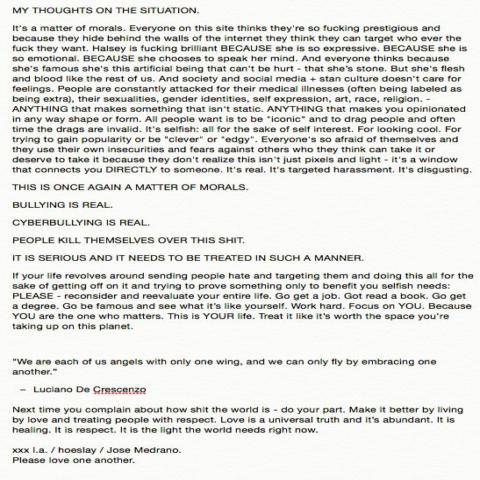 MY THOUGHTS ON THE SITUATION.
It's a matter of morals. Everyone on this site thinks they're so fucking prestigious and
because they hide behind the walls of the internet they think they can target who ever the
fuck they want. Halsey is fucking brilliant BECAUSE she is so expressive. BECAUSE she is
so emotional. BECAUSE she chooses to speak her mind. And everyone thinks because
she's famous she's this artificial being that can't be hurt - that she's stone. But she's flesh
and blood like the rest of us. And society and social media + stan culture doesn't care for
feelings. People are constantly attacked for their medical illnesses (often being labeled as
being extra), their sexualities, gender identities, self expression, art, race, religion. -
ANYTHING that makes something that isn't static. ANYTHING that makes you opinionated
in any way shape or form. All people want is to be "iconic" and to drag people and often
time the drags are invalid. It's selfish: all for the sake of self interest. For looking cool. For
trying to gain popularity or be "clever" or "edgy". Everyone's so afraid of themselves and
they use their own insecurities and fears against others who they think can take it or
deserve to take it because they don't realize this isn't just pixels and light - it's a window
that connects you DIRECTLY to someone. It's real. It's targeted harassment. It's disgusting.
THIS IS ONCE AGAIN A MATTER OF MORALS.
BULLYING IS REAL.
CYBERBULLYING IS REAL.
PEOPLE KILL THEMSELVES OVER THIS SHIT.
IT IS SERIOUS AND IT NEEDS TO BE TREATED IN SUCH A MANNER.
If your life revolves around sending people hate and targeting them and doing this all for the
sake of getting off on it and trying to prove something only to benefit you selfish needs:
PLEASE - reconsider and reevaluate your entire life. Go get a job. Got read a book. Go get
a degree. Go be famous and see what it's like yourself. Work hard. Focus on YOU. Because
YOU are the one who matters. This is YOUR life. Treat it like it's worth the space you're
taking up on this planet.
"We are each of us angels with only one wing, and we can only fly by embracing one
another."
– Luciano De Crescenzo
Next time you complain about how shit the world is - do your part. Make it better by living
by love and treating people with respect. Love is a universal truth and it's abundant. It is
healing. It is respect. It is the light the world needs right now.
xxx l.a. / hoeslay / Jose Medrano.
Please love one another.